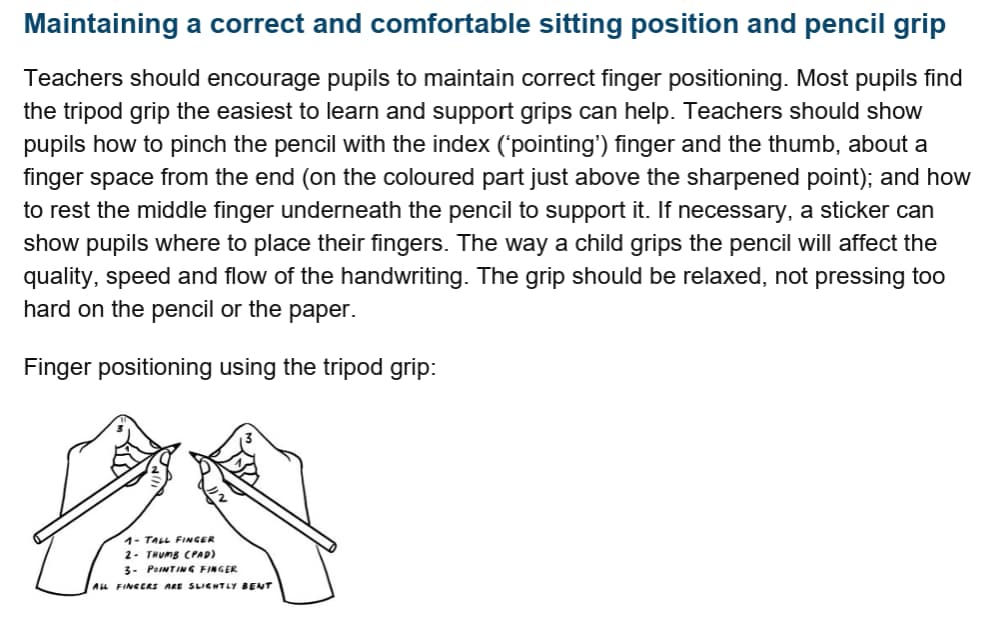 Maintaining a correct and comfortable sitting position and pencil grip
Teachers should encourage pupils to maintain correct finger positioning. Most pupils find
the tripod grip the easiest to learn and support grips can help. Teachers should show
pupils how to pinch the pencil with the index (‘pointing’) finger and the thumb, about a
finger space from the end (on the coloured part just above the sharpened point); and how
to rest the middle finger underneath the pencil to support it. If necessary, a sticker can
show pupils where to place their fingers. The way a child grips the pencil will affect the
quality, speed and flow of the handwriting. The grip should be relaxed, not pressing too
hard on the pencil or the paper.
Finger positioning using the tripod grip:
3
1
2
3
1
2
1- TALL FINGER
2- THUMB (PAD)
3- POINTING FINGER
ALL FINGERS ARE SLIGHTLY BENT